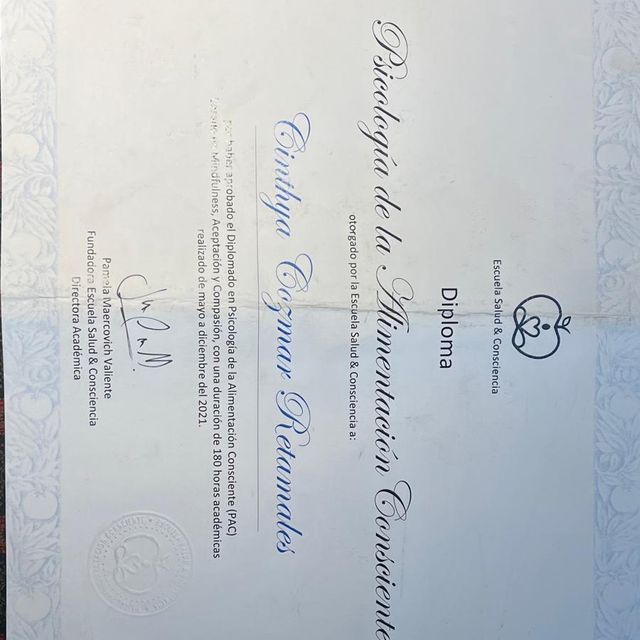 Escuela Salud & Consciencia
Diploma
Psicología de la Alimentación Consciente
otorgado por la Escuela Salud & Consciencia a:
Cinthya Cozmar Retamales
por haber aprobado el Diplomado en Psicología de la Alimentación Consciente (PAC)
Mindfulness, Aceptación y Compasión, con una duración de 180 horas académicas
realizado de mayo a diciembre del 2021.
Pamela Maercovich Valiente
Fundadora Escuela Salud & Consciencia
Directora Académica